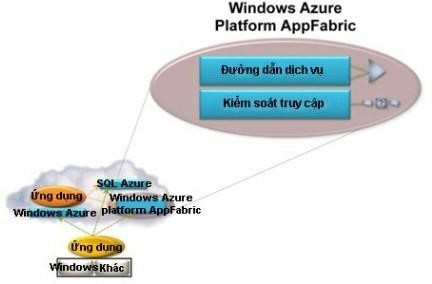 Windows Azure
Platform AppFabric
Đường dẫn dịch vụ
Kiểm soát truy cập
?
SQL Azure
Ứng dụng
Windows Azure
Windows Azure
platform AppFabric
Ứng dụng
Windows Khác